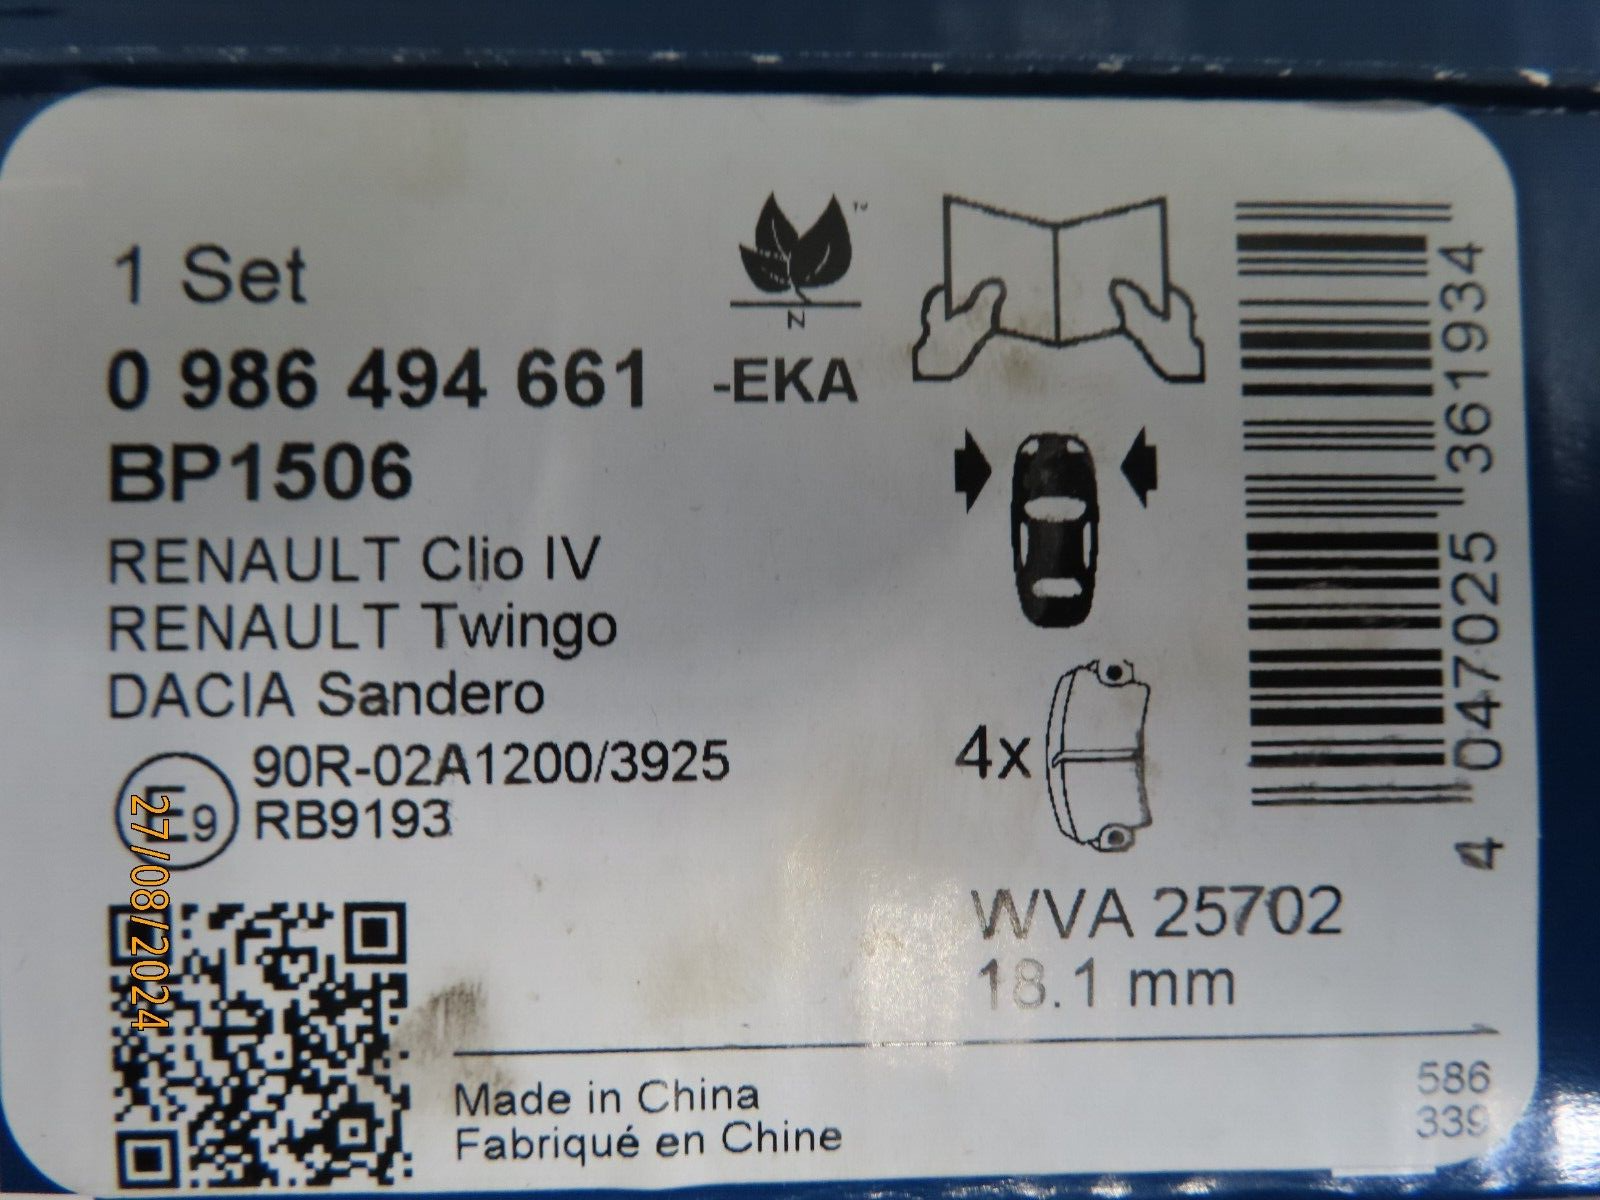 1 Set
0 986 494 661 -EKA
BP1506
RENAULT Clio IV
RENAULT Twingo
DACIA Sandero
E9 90R-02A1200/3925
RB9193
N
TM
4x
WVA 25702
18.1 mm
4 047025 361934
Made in China
Fabriqué en Chine
586
339
27/08/2024